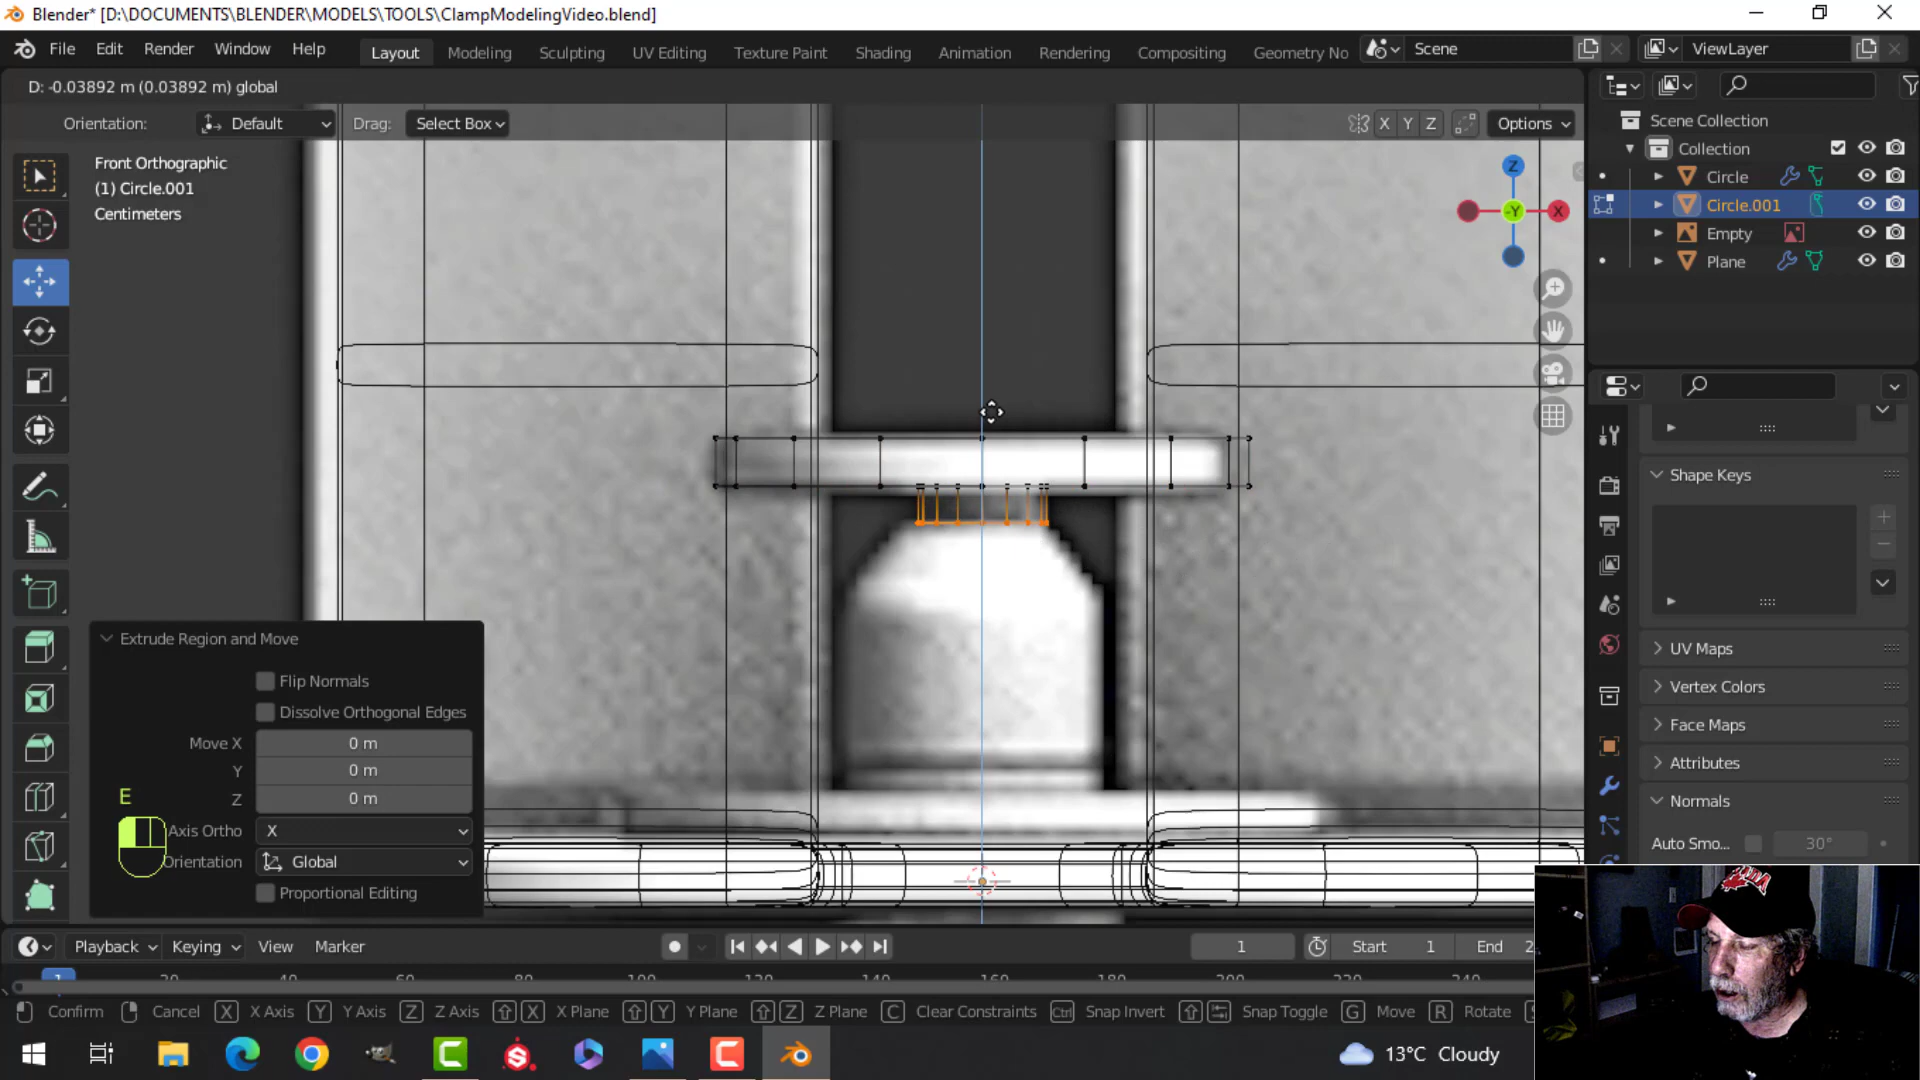 Blender* [D:\DOCUMENTS\BLENDER\MODELS\TOOLS\ClampModelingVideo.blend]
File Edit Render Window Help Layout Modeling Sculpting UV Editing Texture Paint Shading Animation Rendering Compositing Geometry No Scene ViewLayer
D: -0.03892 m (0.03892 m) global
Orientation: Default Drag: Select Box X Y Z Options
Front Orthographic
(1) Circle.001
Centimeters
Z
-Y
X
Scene Collection
Collection
Circle
Circle.001
Empty
Plane
Shape Keys
UV Maps
Vertex Colors
Face Maps
Attributes
Normals
Auto Smo... 30°
Extrude Region and Move
Flip Normals
Dissolve Orthogonal Edges
Move X 0 m
Y 0 m
Z 0 m
E
Axis Ortho X
Orientation Global
Proportional Editing
Playback Keying View Marker 1 Start 1 End 2
1
Confirm Cancel X X Axis Y Y Axis Z Z Axis X X Plane Y Y Plane Z Z Plane C Clear Constraints Ctrl Snap Invert Snap Toggle G Move R Rotate
13°C Cloudy